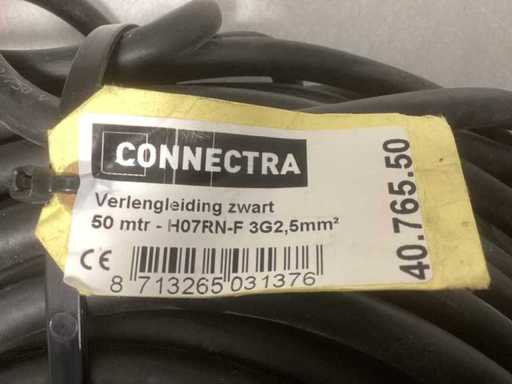 CONNECTRA
Verlengleiding zwart
50 mtr - H07RN-F 3G2,5mm²
CE
8 713265 031376
40.765.50